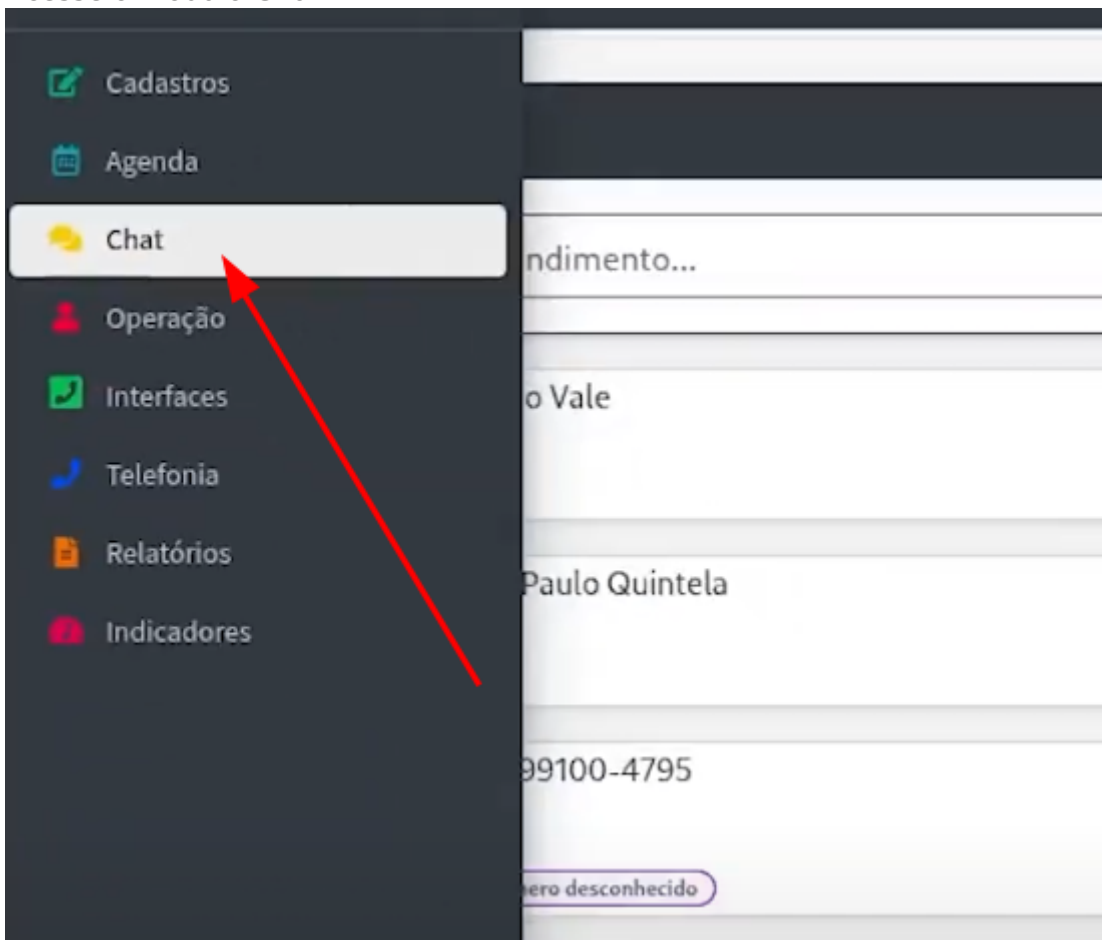 Cadastros
Agenda
Chat
Operação
Interfaces
Telefonia
Relatórios
Indicadores
ndimento...
o Vale
Paulo Quintela
99100-4795
ero desconhecido